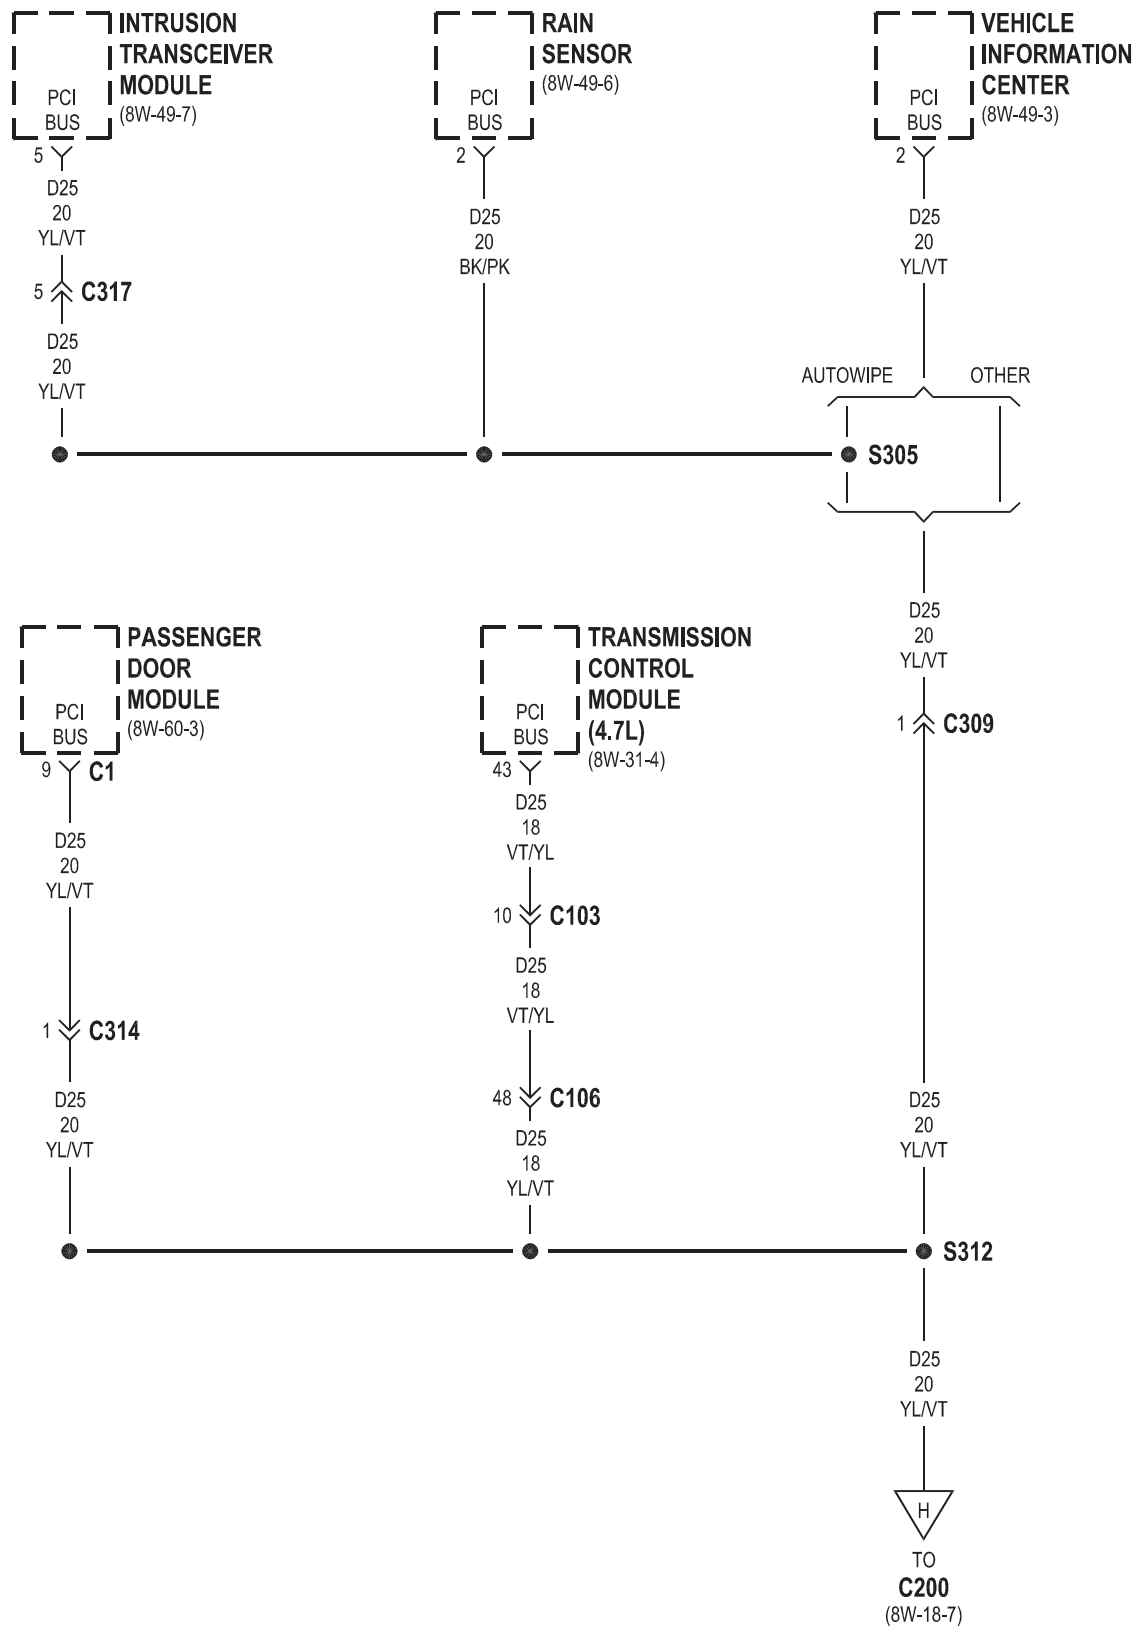 INTRUSION
TRANSCEIVER
MODULE
(8W-49-7)
PCI
BUS
5
D25
20
YL/VT
5
C317
D25
20
YL/VT
RAIN
SENSOR
(8W-49-6)
PCI
BUS
2
D25
20
BK/PK
VEHICLE
INFORMATION
CENTER
(8W-49-3)
PCI
BUS
2
D25
20
YL/VT
AUTOWIPE
OTHER
S305
D25
20
YL/VT
1
C309
PASSENGER
DOOR
MODULE
(8W-60-3)
PCI
BUS
9
C1
D25
20
YL/VT
1
C314
D25
20
YL/VT
TRANSMISSION
CONTROL
MODULE
(4.7L)
(8W-31-4)
PCI
BUS
43
D25
18
VT/YL
10
C103
D25
18
VT/YL
48
C106
D25
18
YL/VT
D25
20
YL/VT
S312
D25
20
YL/VT
H
TO
C200
(8W-18-7)